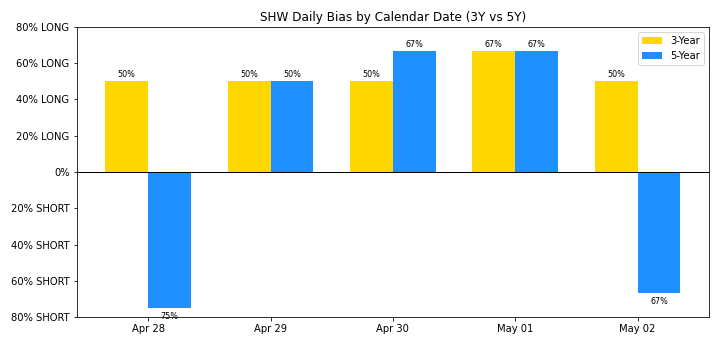 SHW Daily Bias by Calendar Date (3Y vs 5Y)
80% LONG
60% LONG
40% LONG
20% LONG
0%
20% SHORT
40% SHORT
60% SHORT
80% SHORT
3-Year
5-Year
50%
75%
50%
50%
50%
67%
67%
67%
50%
67%
Apr 28
Apr 29
Apr 30
May 01
May 02